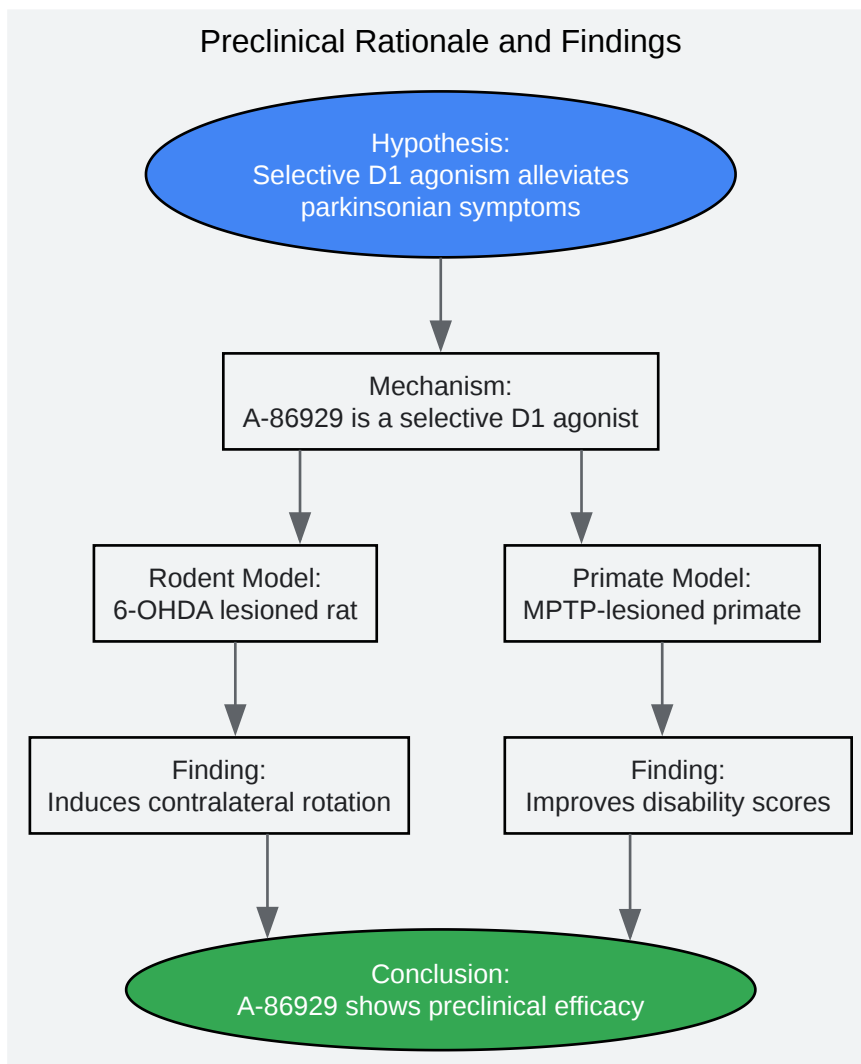 Preclinical Rationale and Findings
Hypothesis:
Selective D1 agonism alleviates
parkinsonian symptoms
Mechanism:
A-86929 is a selective D1 agonist
Rodent Model:
6-OHDA lesioned rat
Primate Model:
MPTP-lesioned primate
Finding:
Induces contralateral rotation
Finding:
Improves disability scores
Conclusion:
A-86929 shows preclinical efficacy